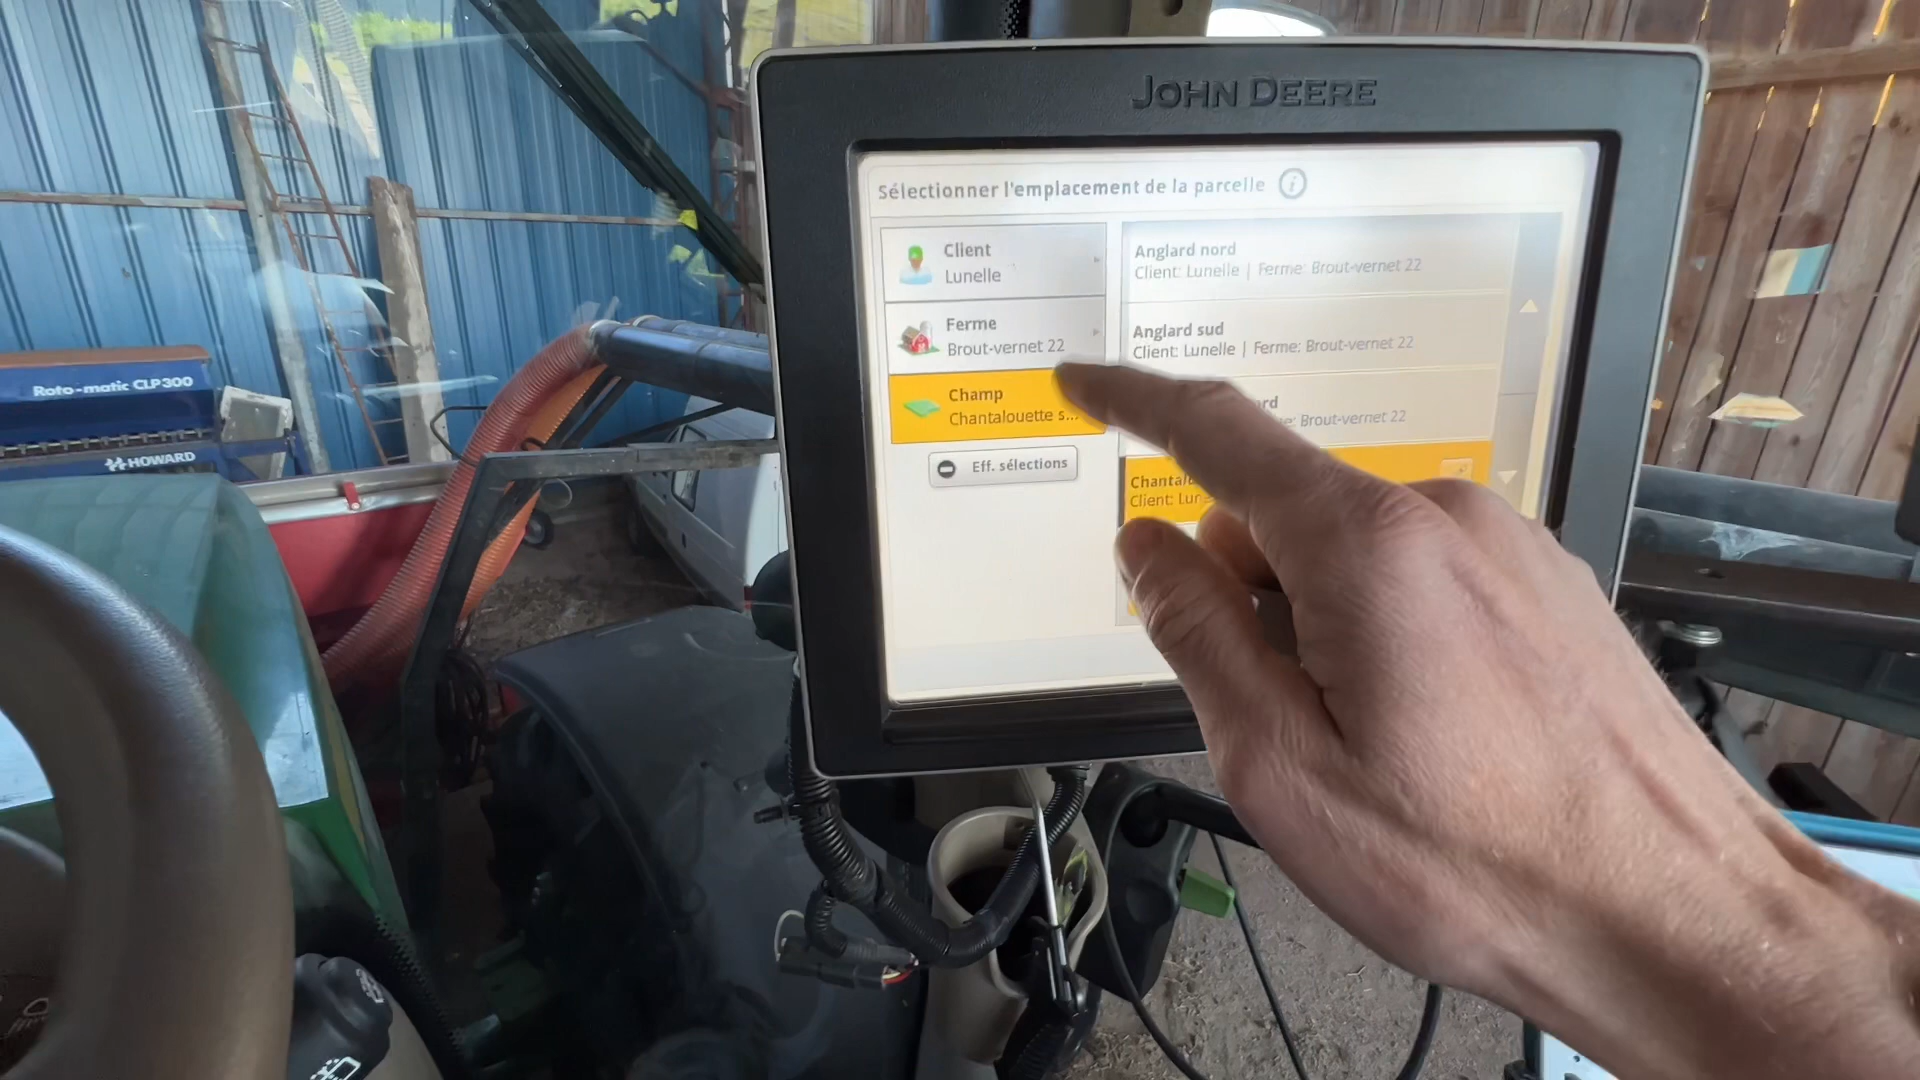 JOHN DEERE
Sélectionner l'emplacement de la parcelle
Client
Lunelle
Ferme
Brout-vernet 22
Champ
Chantalouette s...
Eff. sélections
Anglard nord
Client: Lunelle | Ferme: Brout-vernet 22
Anglard sud
Client: Lunelle | Ferme: Brout-vernet 22
Brout-vernet 22
Client:
Roto-matic CLP300
HOWARD